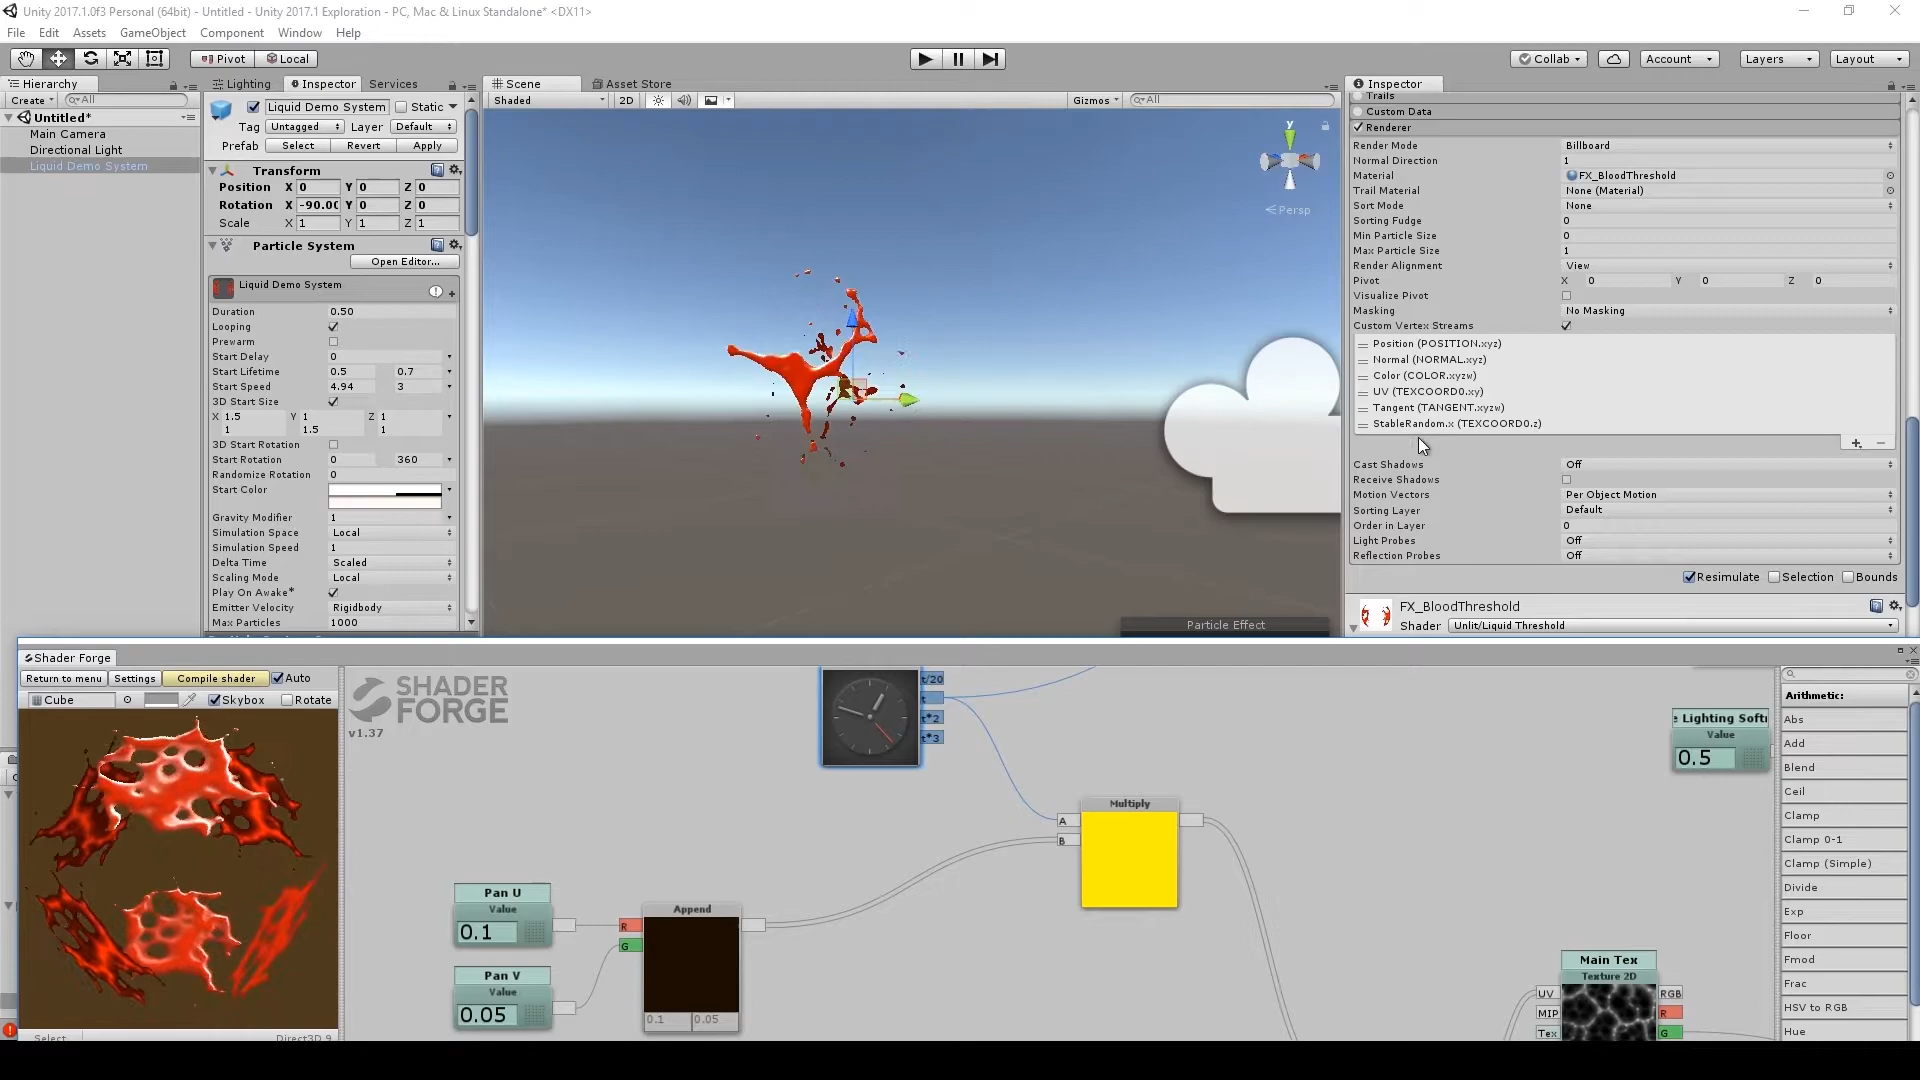 Unity 2017.1.0f3 Personal (64bit) - Untitled - Unity 2017.1 Exploration - PC, Mac & Linux Standalone* <DX11>
File Edit Assets GameObject Component Window Help
Pivot Local Collab Account Layers Layout
Hierarchy
Create All
Untitled*
Main Camera
Directional Light
Liquid Demo System
Lighting Inspector Services
Liquid Demo System Static
Tag Untagged Layer Default
Prefab Select Revert Apply
Transform
Position X 0 Y 0 Z 0
Rotation X -90.00 Y 0 Z 0
Scale X 1 Y 1 Z 1
Particle System
Open Editor...
Liquid Demo System
Duration 0.50
Looping
Prewarm
Start Delay 0
Start Lifetime 0.5 0.7
Start Speed 4.94 3
3D Start Size
X 1.5 Y 1 Z 1
1 1.5 1
3D Start Rotation
Start Rotation 0 360
Randomize Rotation 0
Start Color
Gravity Modifier 1
Simulation Space Local
Simulation Speed 1
Delta Time Scaled
Scaling Mode Local
Play On Awake*
Emitter Velocity Rigidbody
Max Particles 1000
Scene Asset Store
Shaded 2D Gizmos All
y
Persp
Particle Effect
Inspector
Trails
Custom Data
Renderer
Render Mode Billboard
Normal Direction 1
Material FX_BloodThreshold
Trail Material None (Material)
Sort Mode None
Sorting Fudge 0
Min Particle Size 0
Max Particle Size 1
Render Alignment View
Pivot X 0 Y 0 Z 0
Visualize Pivot
Masking No Masking
Custom Vertex Streams
Position (POSITION.xyz)
Normal (NORMAL.xyz)
Color (COLOR.xyzw)
UV (TEXCOORD0.xy)
Tangent (TANGENT.xyzw)
StableRandom.x (TEXCOORD0.z)
Cast Shadows Off
Receive Shadows
Motion Vectors Per Object Motion
Sorting Layer Default
Order in Layer 0
Light Probes Off
Reflection Probes Off
Resimulate Selection Bounds
FX_BloodThreshold
Shader Unlit/Liquid Threshold
Shader Forge
Return to menu Settings Compile shader Auto
Cube Skybox Rotate
SHADER
FORGE
v1.37
t/20
t
t*2
t*3
Multiply
A
B
Pan U
Value
0.1
Pan V
Value
0.05
Append
R
G
0.1 0.05
e Lighting Soft
Value
0.5
Main Tex
Texture 2D
UV RGB
MIP R
Tex G
Arithmetic:
Abs
Add
Blend
Ceil
Clamp
Clamp 0-1
Clamp (Simple)
Divide
Exp
Floor
Fmod
Frac
HSV to RGB
Hue
Select Direct3D 9